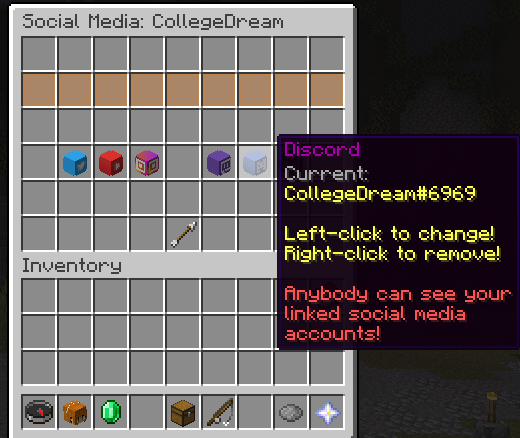 Social Media: CollegeDream
Discord
Current:
CollegeDream#6969
Left-click to change!
Right-click to remove!
Anybody can see your
linked social media
accounts!
Inventory